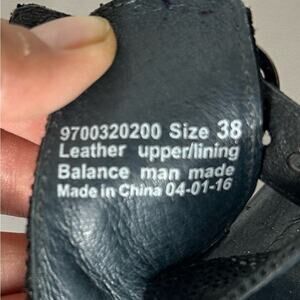 9700320200 Size 38
Leather upper/lining
Balance man made
Made in China 04-01-16